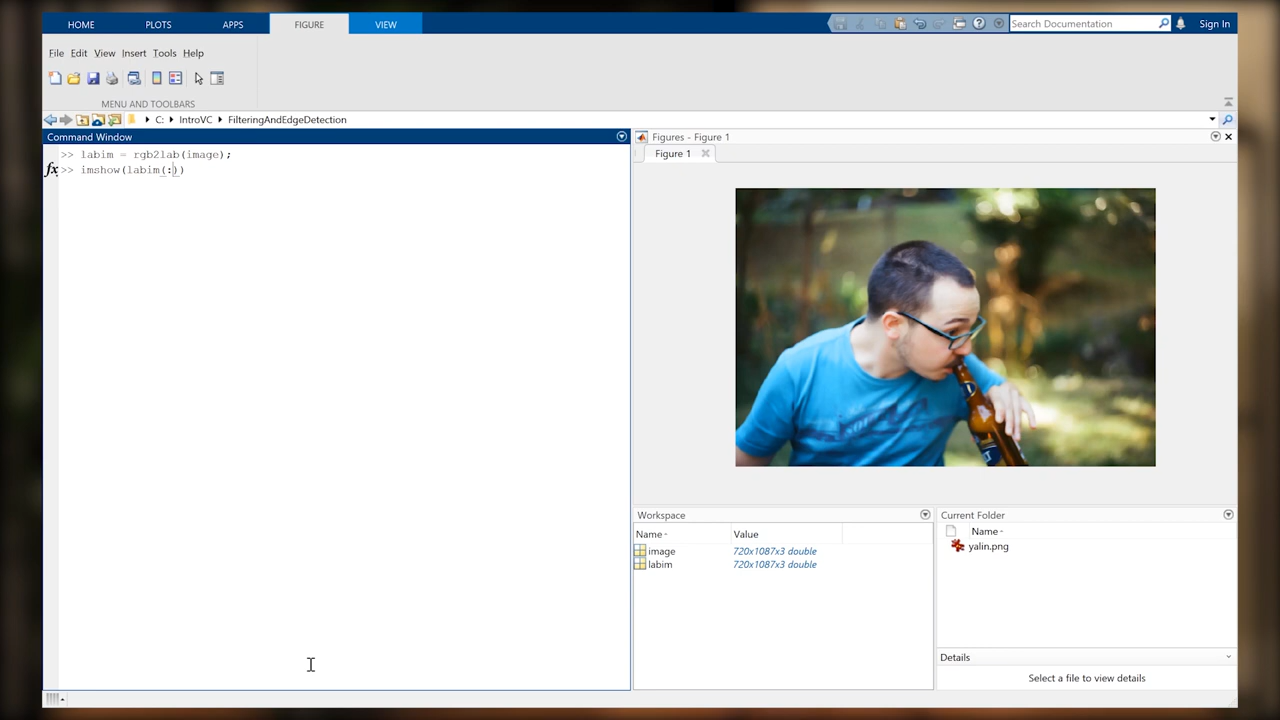 HOME PLOTS APPS FIGURE VIEW
Search Documentation
Sign In
File Edit View Insert Tools Help
MENU AND TOOLBARS
C: IntroVC FilteringAndEdgeDetection
Command Window
>> labim = rgb2lab(image);
fx >> imshow(labim(:))
Figures - Figure 1
Figure 1
Workspace
Name Value
image 720x1087x3 double
labim 720x1087x3 double
Current Folder
Name
yalin.png
Details
Select a file to view details